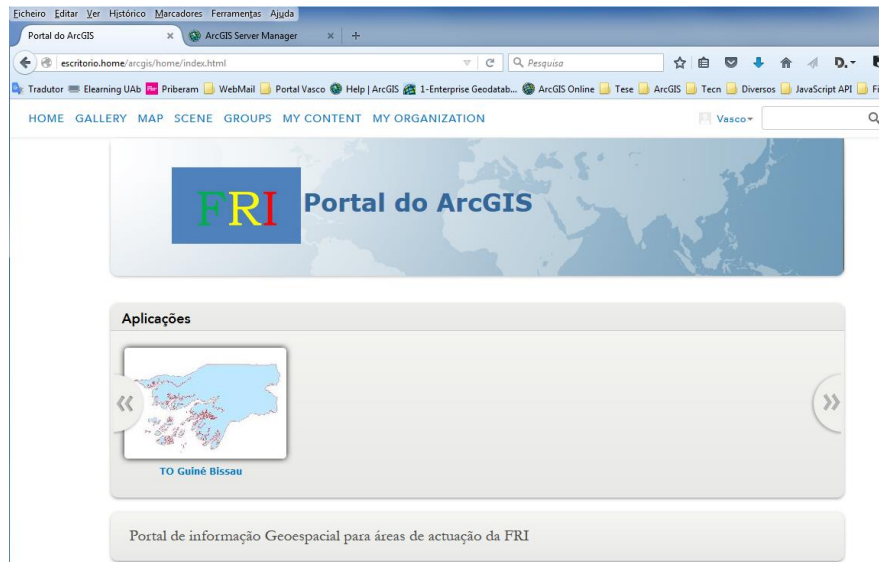 Ficheiro Editar Ver Histórico Marcadores Ferramentas Ajuda
Portal do ArcGIS × ArcGIS Server Manager × +
escritorio.home/arcgis/home/index.html Pesquisa
Tradutor Elearning UAb Priberam WebMail Portal Vasco Help | ArcGIS 1-Enterprise Geodatab... ArcGIS Online Tese ArcGIS Tecn Diversos JavaScript API Fi
HOME GALLERY MAP SCENE GROUPS MY CONTENT MY ORGANIZATION Vasco
FRI Portal do ArcGIS
Aplicações
TO Guiné Bissau
Portal de informação Geoespacial para áreas de actuação da FRI